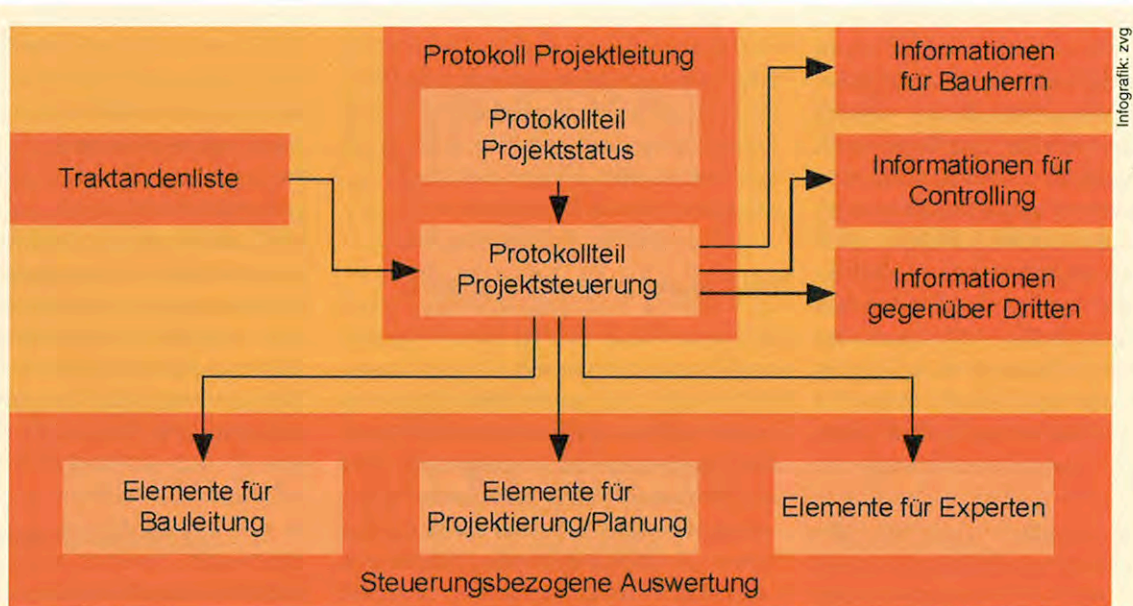 Protokoll Projektleitung
Protokollteil
Projektstatus
Traktandenliste
Protokollteil
Projektsteuerung
Informationen
für Bauherrn
Informationen für
Controlling
Informationen
gegenüber Dritten
Elemente für
Bauleitung
Elemente für
Projektierung/Planung
Elemente für Experten
Steuerungsbezogene Auswertung
Infografik: zvg